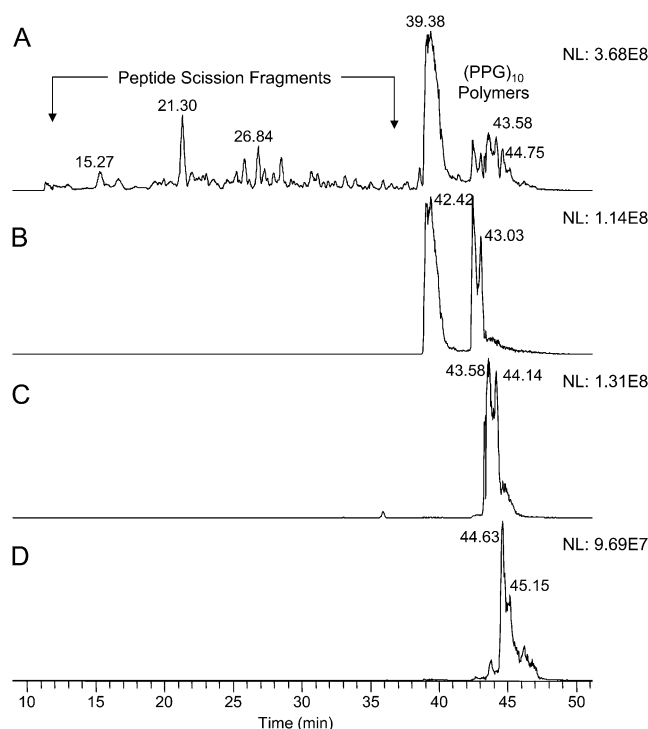 A
39.38
NL: 3.68E8
Peptide Scission Fragments
(PPG)10
Polymers
21.30
43.58
26.84
44.75
15.27
B
42.42
NL: 1.14E8
43.03
C
43.58
44.14
NL: 1.31E8
D
44.63
NL: 9.69E7
45.15
10 15 20 25 30 35 40 45 50
Time (min)